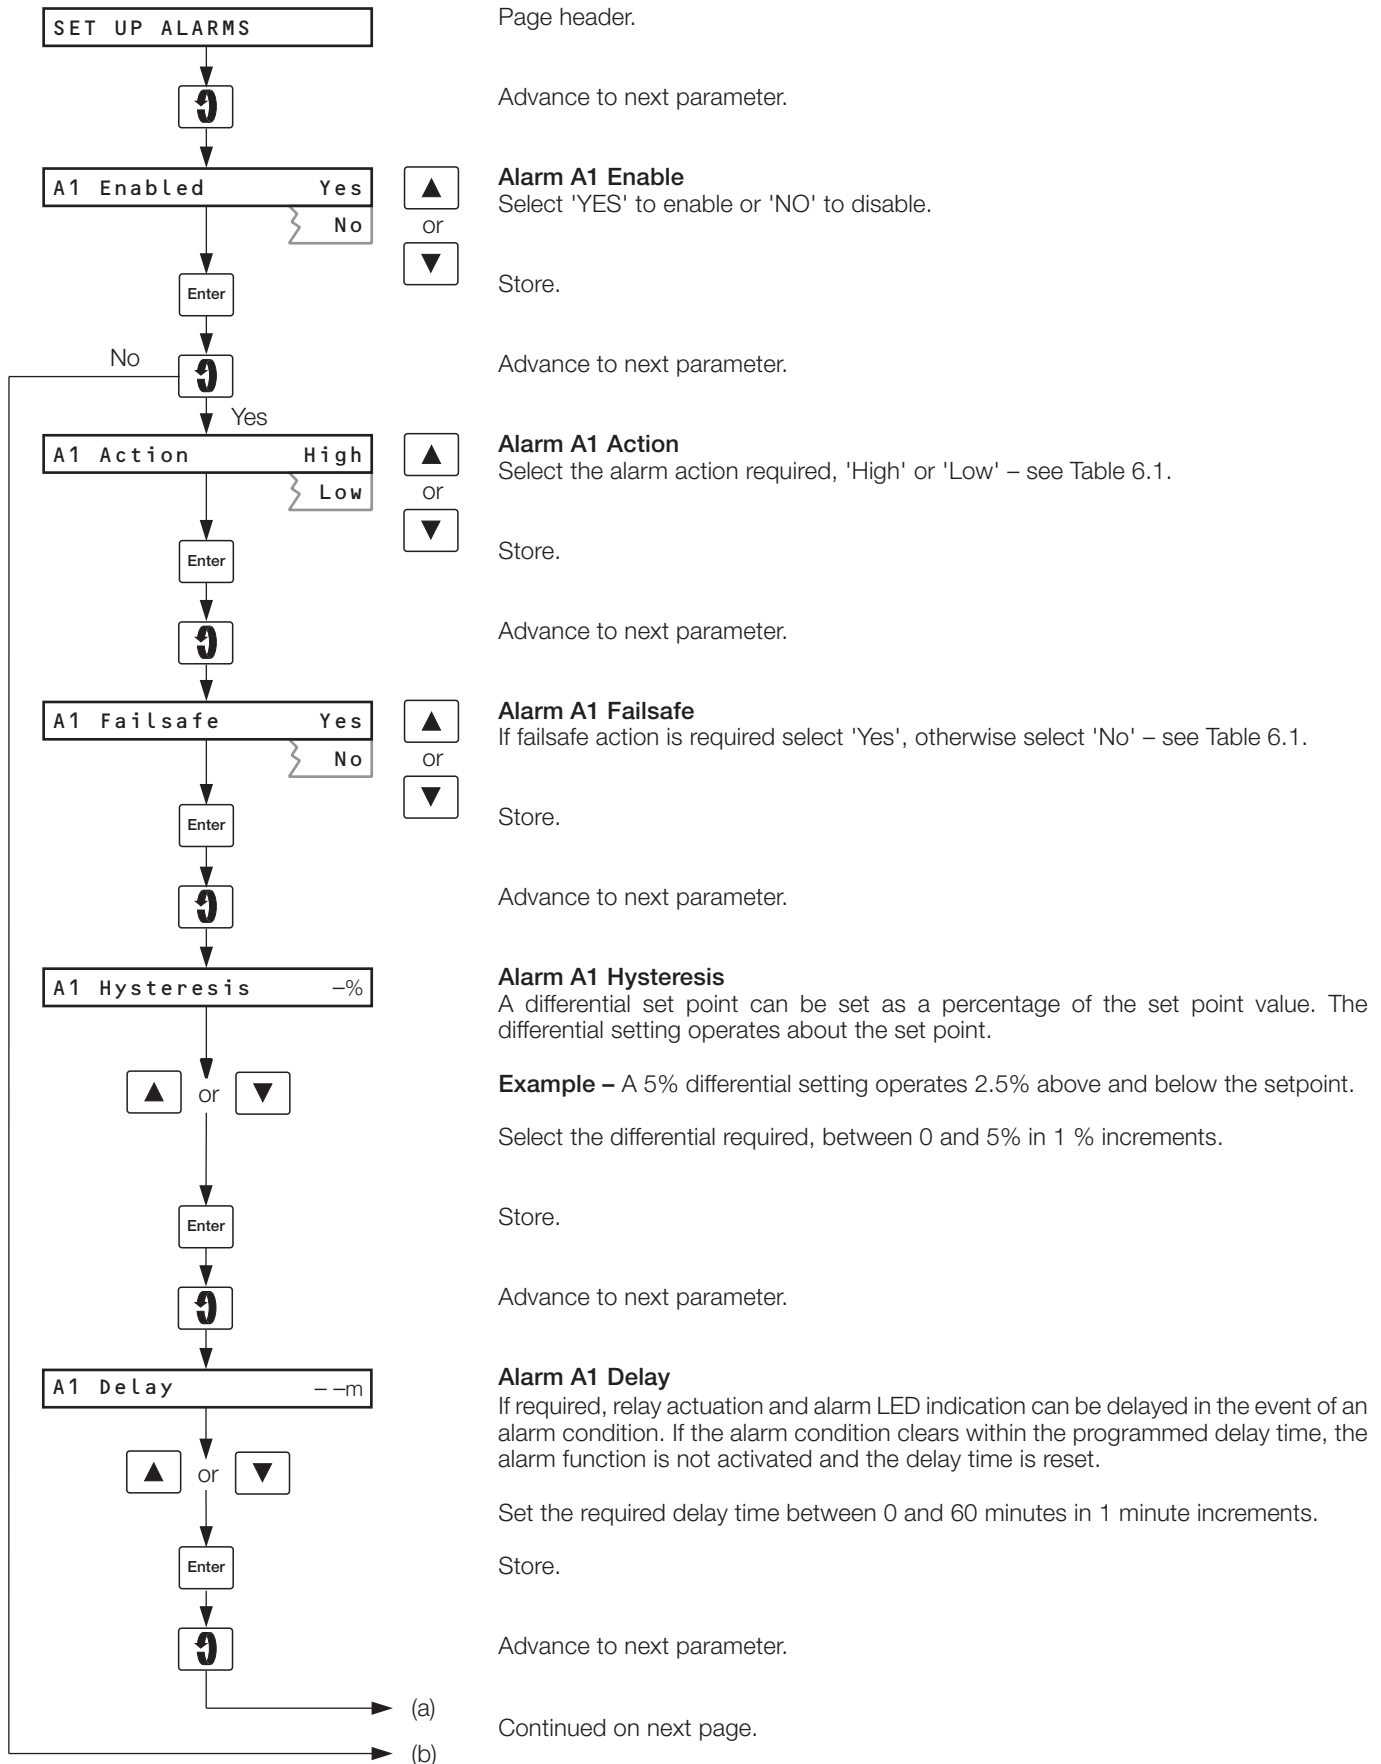 SET UP ALARMS
Page header.
Advance to next parameter.
A1 Enabled Yes
No
or
Alarm A1 Enable
Select 'YES' to enable or 'NO' to disable.
Enter
Store.
No
Advance to next parameter.
Yes
A1 Action High
Low
or
Alarm A1 Action
Select the alarm action required, 'High' or 'Low' – see Table 6.1.
Enter
Store.
Advance to next parameter.
A1 Failsafe Yes
No
or
Alarm A1 Failsafe
If failsafe action is required select 'Yes', otherwise select 'No' – see Table 6.1.
Enter
Store.
Advance to next parameter.
A1 Hysteresis –%
Alarm A1 Hysteresis
A differential set point can be set as a percentage of the set point value. The
differential setting operates about the set point.
or
Example – A 5% differential setting operates 2.5% above and below the setpoint.
Select the differential required, between 0 and 5% in 1 % increments.
Enter
Store.
Advance to next parameter.
A1 Delay – –m
Alarm A1 Delay
If required, relay actuation and alarm LED indication can be delayed in the event of an
alarm condition. If the alarm condition clears within the programmed delay time, the
alarm function is not activated and the delay time is reset.
or
Set the required delay time between 0 and 60 minutes in 1 minute increments.
Enter
Store.
Advance to next parameter.
(a)
Continued on next page.
(b)